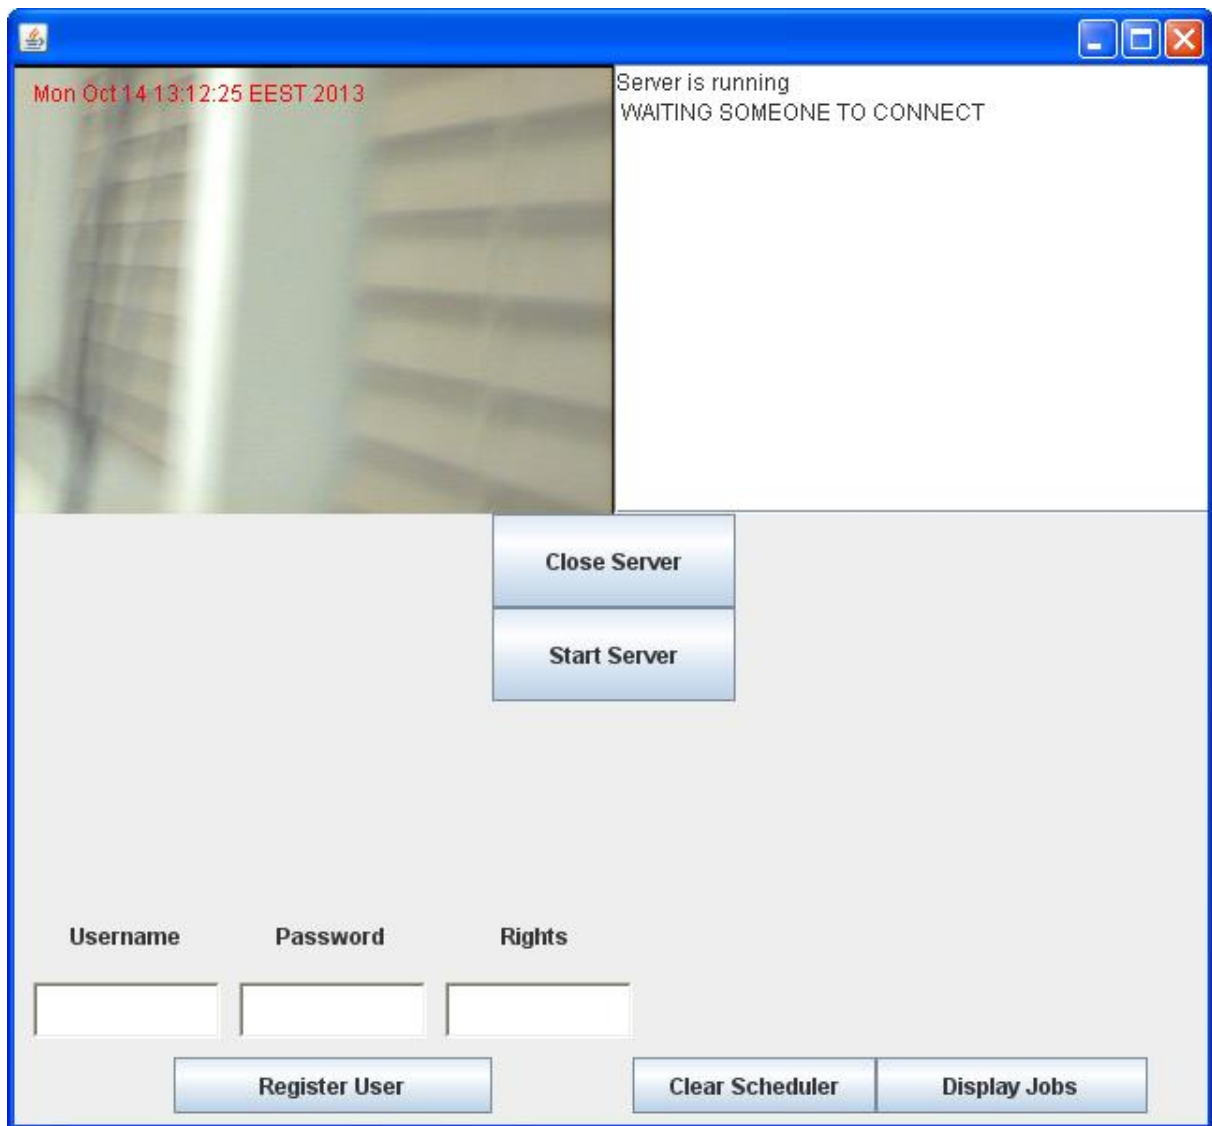 Mon Oct 14 13:12:25 EEST 2013
Server is running
WAITING SOMEONE TO CONNECT
Close Server
Start Server
Username Password Rights
Register User Clear Scheduler Display Jobs